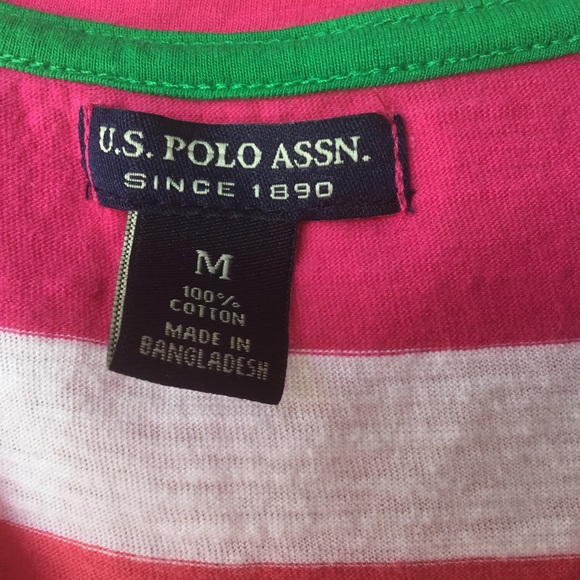 U.S. POLO ASSN.
SINCE 1890
M
100%
COTTON
MADE IN
BANGLADESH